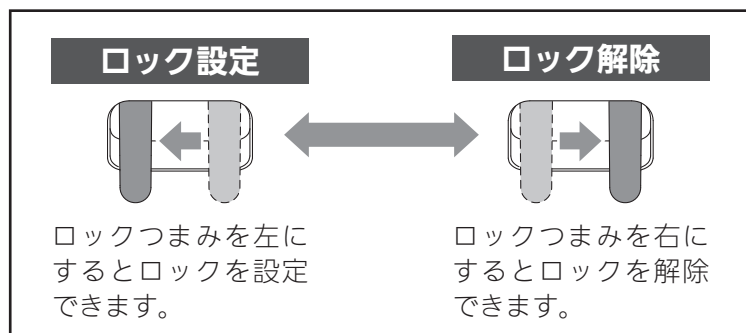 ロック設定
ロックつまみを左に
するとロックを設定
できます。
ロック解除
ロックつまみを右に
するとロックを解除
できます。